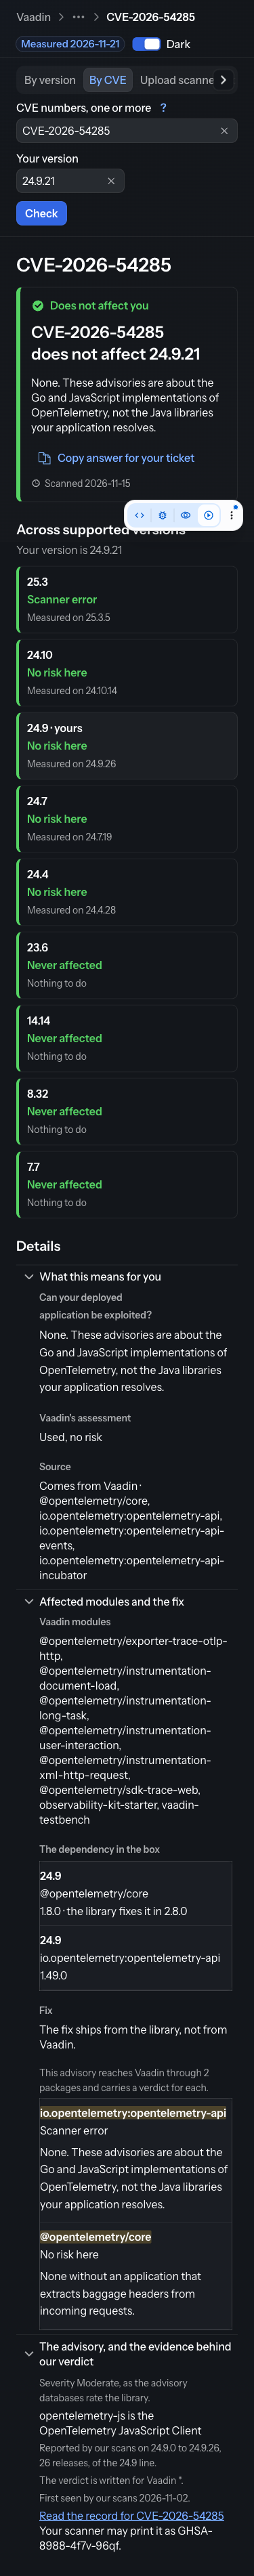 Vaadin > ••• > CVE-2026-54285
Measured 2026-11-21 Dark
By version By CVE Upload scanne
CVE numbers, one or more ?
CVE-2026-54285
Your version
24.9.21
Check
CVE-2026-54285
Does not affect you
CVE-2026-54285
does not affect 24.9.21
None. These advisories are about the
Go and JavaScript implementations of
OpenTelemetry, not the Java libraries
your application resolves.
Copy answer for your ticket
Scanned 2026-11-15
Across supported versions
Your version is 24.9.21
25.3
Scanner error
Measured on 25.3.5
24.10
No risk here
Measured on 24.10.14
24.9 · yours
No risk here
Measured on 24.9.26
24.7
No risk here
Measured on 24.7.19
24.4
No risk here
Measured on 24.4.28
23.6
Never affected
Nothing to do
14.14
Never affected
Nothing to do
8.32
Never affected
Nothing to do
7.7
Never affected
Nothing to do
Details
What this means for you
Can your deployed
application be exploited?
None. These advisories are about the
Go and JavaScript implementations of
OpenTelemetry, not the Java libraries
your application resolves.
Vaadin's assessment
Used, no risk
Source
Comes from Vaadin ·
@opentelemetry/core,
io.opentelemetry:opentelemetry-api,
io.opentelemetry:opentelemetry-api-
events,
io.opentelemetry:opentelemetry-api-
incubator
Affected modules and the fix
Vaadin modules
@opentelemetry/exporter-trace-otlp-
http,
@opentelemetry/instrumentation-
document-load,
@opentelemetry/instrumentation-
long-task,
@opentelemetry/instrumentation-
user-interaction,
@opentelemetry/instrumentation-
xml-http-request,
@opentelemetry/sdk-trace-web,
observability-kit-starter, vaadin-
testbench
The dependency in the box
24.9
@opentelemetry/core
1.8.0 · the library fixes it in 2.8.0
24.9
io.opentelemetry:opentelemetry-api
1.49.0
Fix
The fix ships from the library, not from
Vaadin.
This advisory reaches Vaadin through 2
packages and carries a verdict for each.
io.opentelemetry:opentelemetry-api
Scanner error
None. These advisories are about the
Go and JavaScript implementations of
OpenTelemetry, not the Java libraries
your application resolves.
@opentelemetry/core
No risk here
None without an application that
extracts baggage headers from
incoming requests.
The advisory, and the evidence behind
our verdict
Severity Moderate, as the advisory
databases rate the library.
opentelemetry-js is the
OpenTelemetry JavaScript Client
Reported by our scans on 24.9.0 to 24.9.26,
26 releases, of the 24.9 line.
The verdict is written for Vaadin *.
First seen by our scans 2026-11-02.
Read the record for CVE-2026-54285
Your scanner may print it as GHSA-
8988-4f7v-96qf.